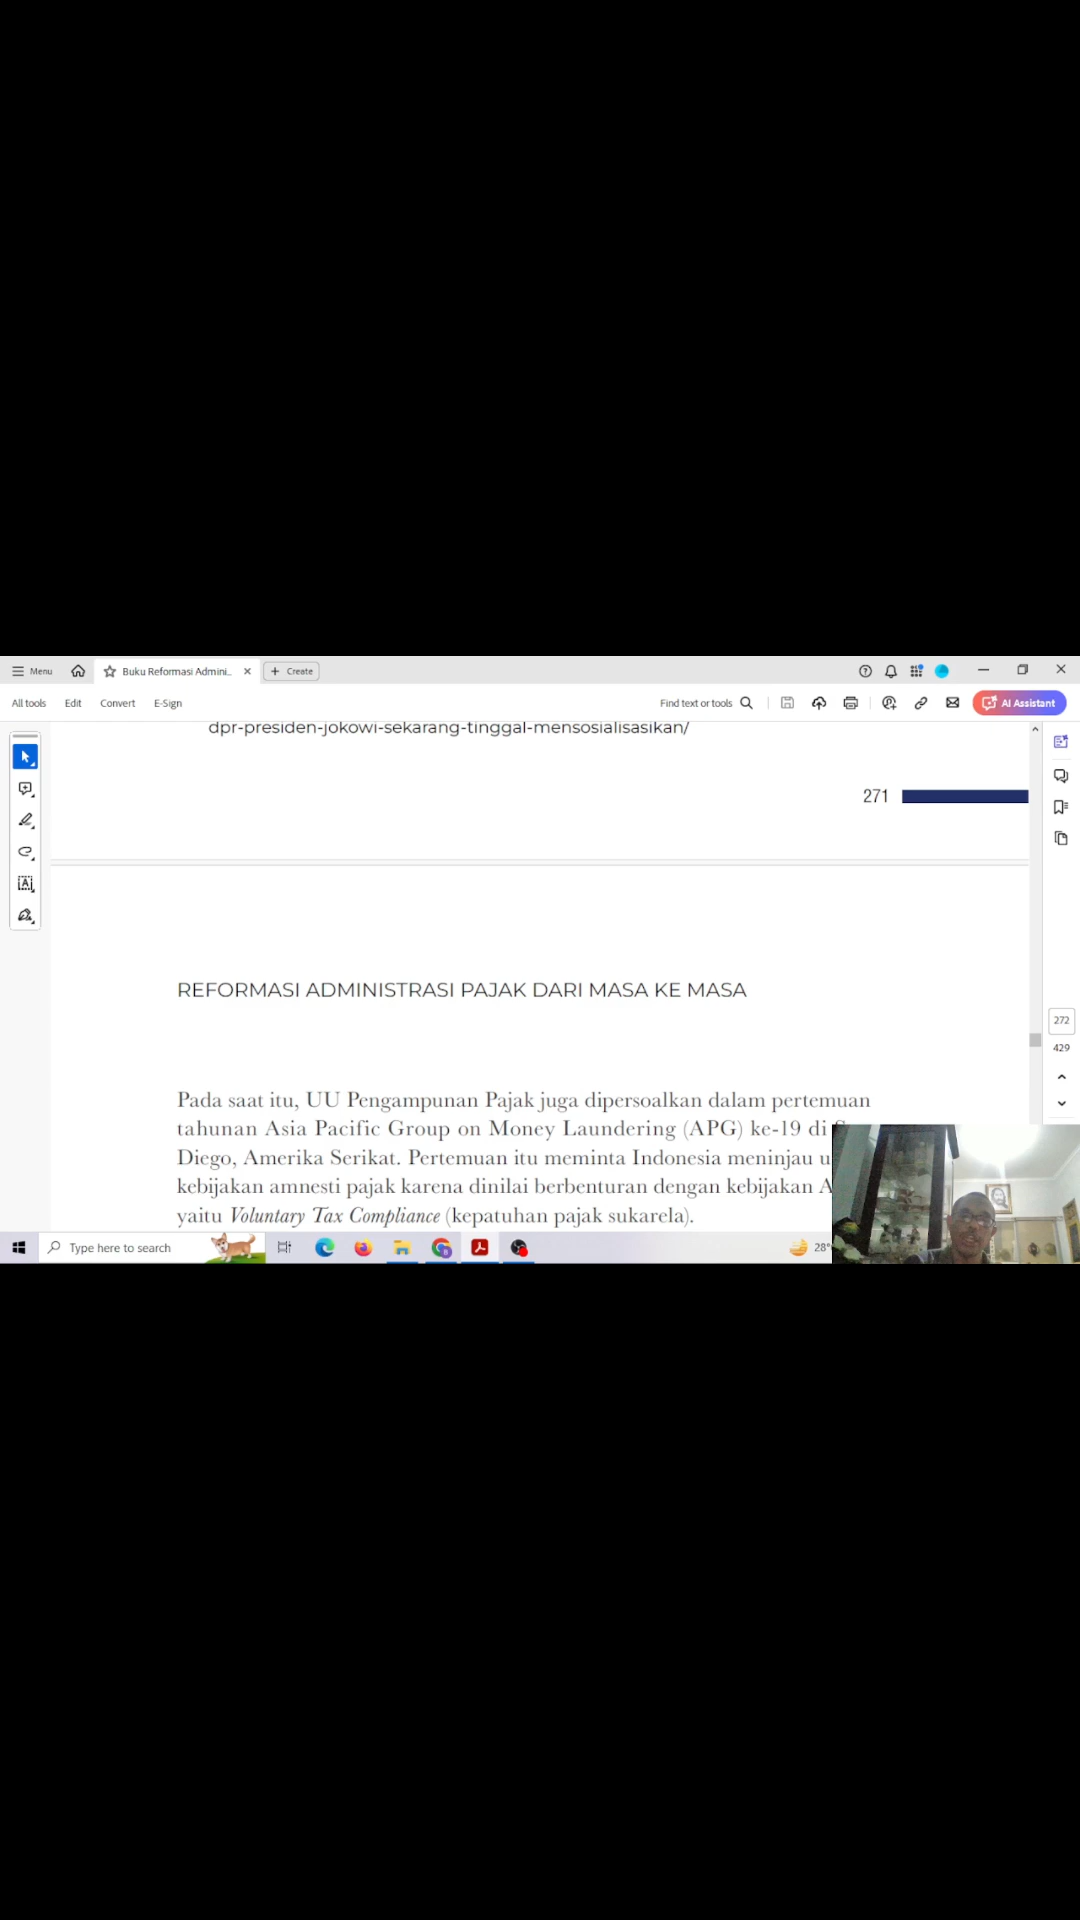 Menu
Buku Reformasi Admini...
Create
All tools
Edit
Convert
E-Sign
Find text or tools
AI Assistant
dpr-presiden-jokowi-sekarang-tinggal-mensosialisasikan/
271
REFORMASI ADMINISTRASI PAJAK DARI MASA KE MASA
272
429
Pada saat itu, UU Pengampunan Pajak juga dipersoalkan dalam pertemuan
tahunan Asia Pacific Group on Money Laundering (APG) ke-19 di
Diego, Amerika Serikat. Pertemuan itu meminta Indonesia meninjau
kebijakan amnesti pajak karena dinilai berbenturan dengan kebijakan
yaitu Voluntary Tax Compliance (kepatuhan pajak sukarela).
Type here to search
28°